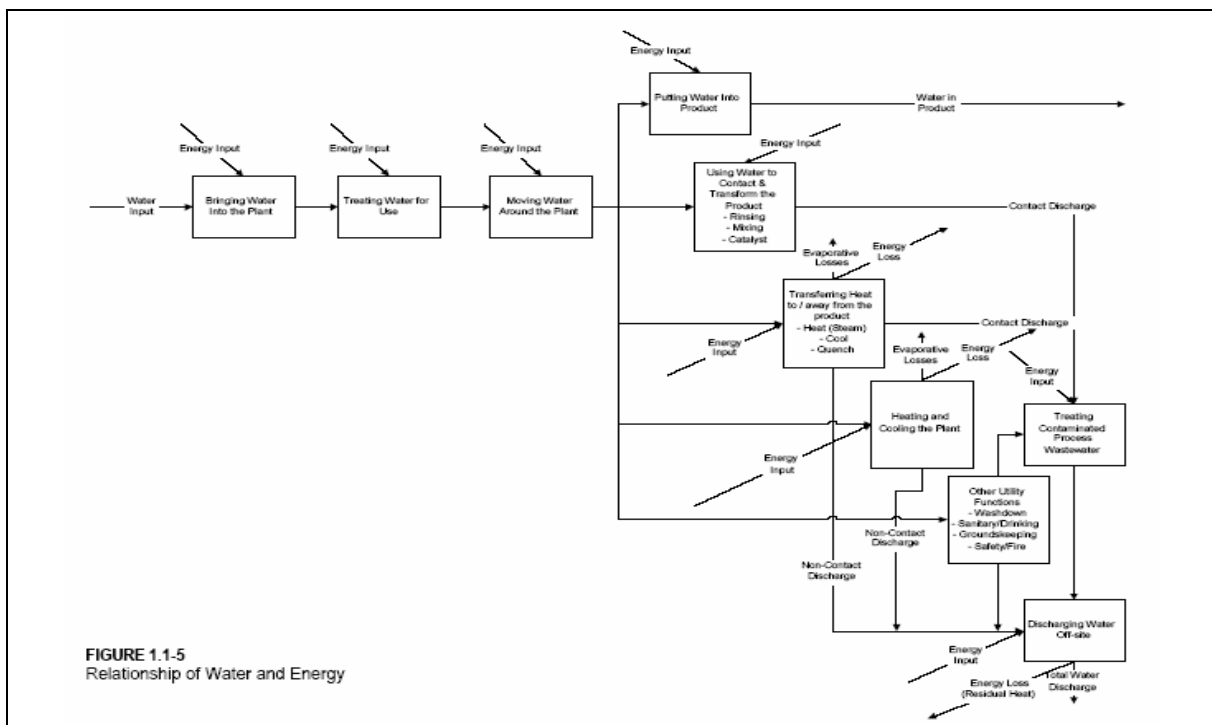 Energy Input
Putting Water Into
Product
Water in
Product
Energy Input
Energy Input
Energy Input
Energy Input
Water
Input
Bringing Water
Into the Plant
Treating Water for
Use
Moving Water
Around the Plant
Using Water to
Contact &
Transform the
Product
- Rinsing
- Mixing
- Catalyst
Contact Discharge
Evaporative
Losses
Energy
Loss
Transferring Heat
to / away from the
product
- Heat (Steam)
- Cool
- Quench
Contact Discharge
Energy
Input
Evaporative
Losses
Energy
Loss
Energy
Input
Heating and
Cooling the Plant
Treating
Contaminated
Process
Wastewater
Energy
Input
Other Utility
Functions
- Washdown
- Sanitary/Drinking
- Groundskeeping
- Safety/Fire
Non-Contact
Discharge
Non-Contact
Discharge
Discharging Water
Off-site
Energy
Input
Energy Loss
(Residual Heat)
Total Water
Discharge
FIGURE 1.1-5
Relationship of Water and Energy